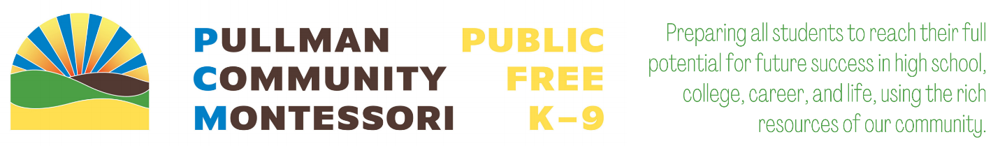 PULLMAN
COMMUNITY
MONTESSORI
PUBLIC
FREE
K–9
Preparing all students to reach their full
potential for future success in high school,
college, career, and life, using the rich
resources of our community.